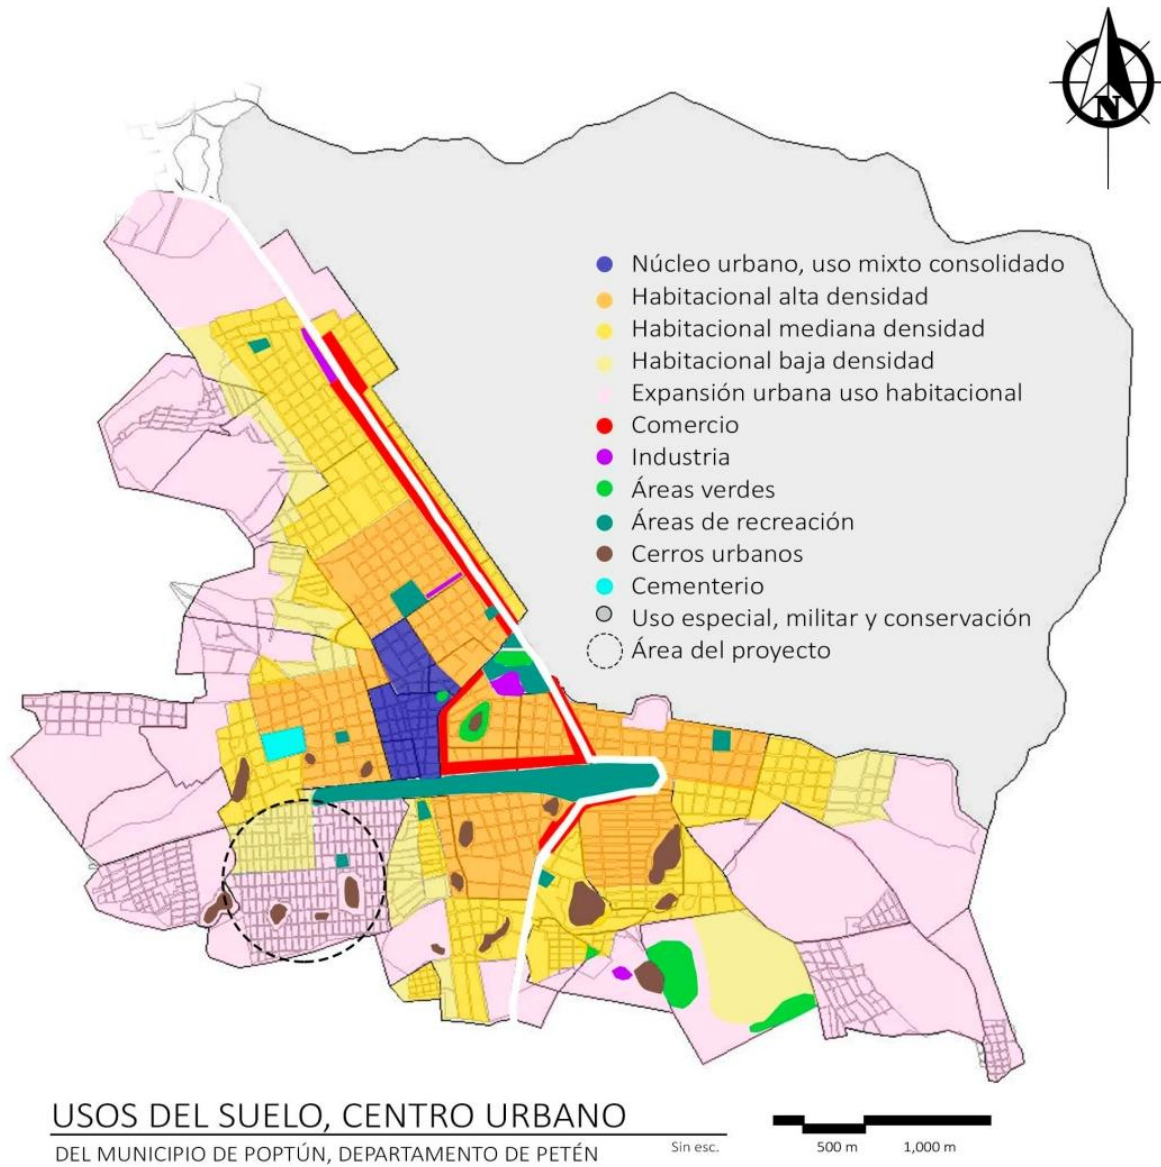 N
Núcleo urbano, uso mixto consolidado
Habitacional alta densidad
Habitacional mediana densidad
Habitacional baja densidad
Expansión urbana uso habitacional
Comercio
Industria
Áreas verdes
Áreas de recreación
Cerros urbanos
Cementerio
Uso especial, militar y conservación
Área del proyecto
USOS DEL SUELO, CENTRO URBANO
DEL MUNICIPIO DE POPTÚN, DEPARTAMENTO DE PETÉN
Sin esc.
500 m 1,000 m